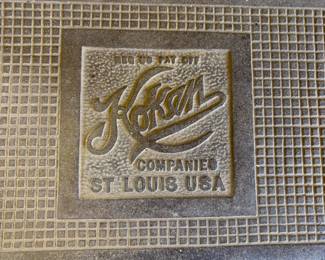 REG US PAT OFF
Koken
COMPANIES
ST LOUIS USA